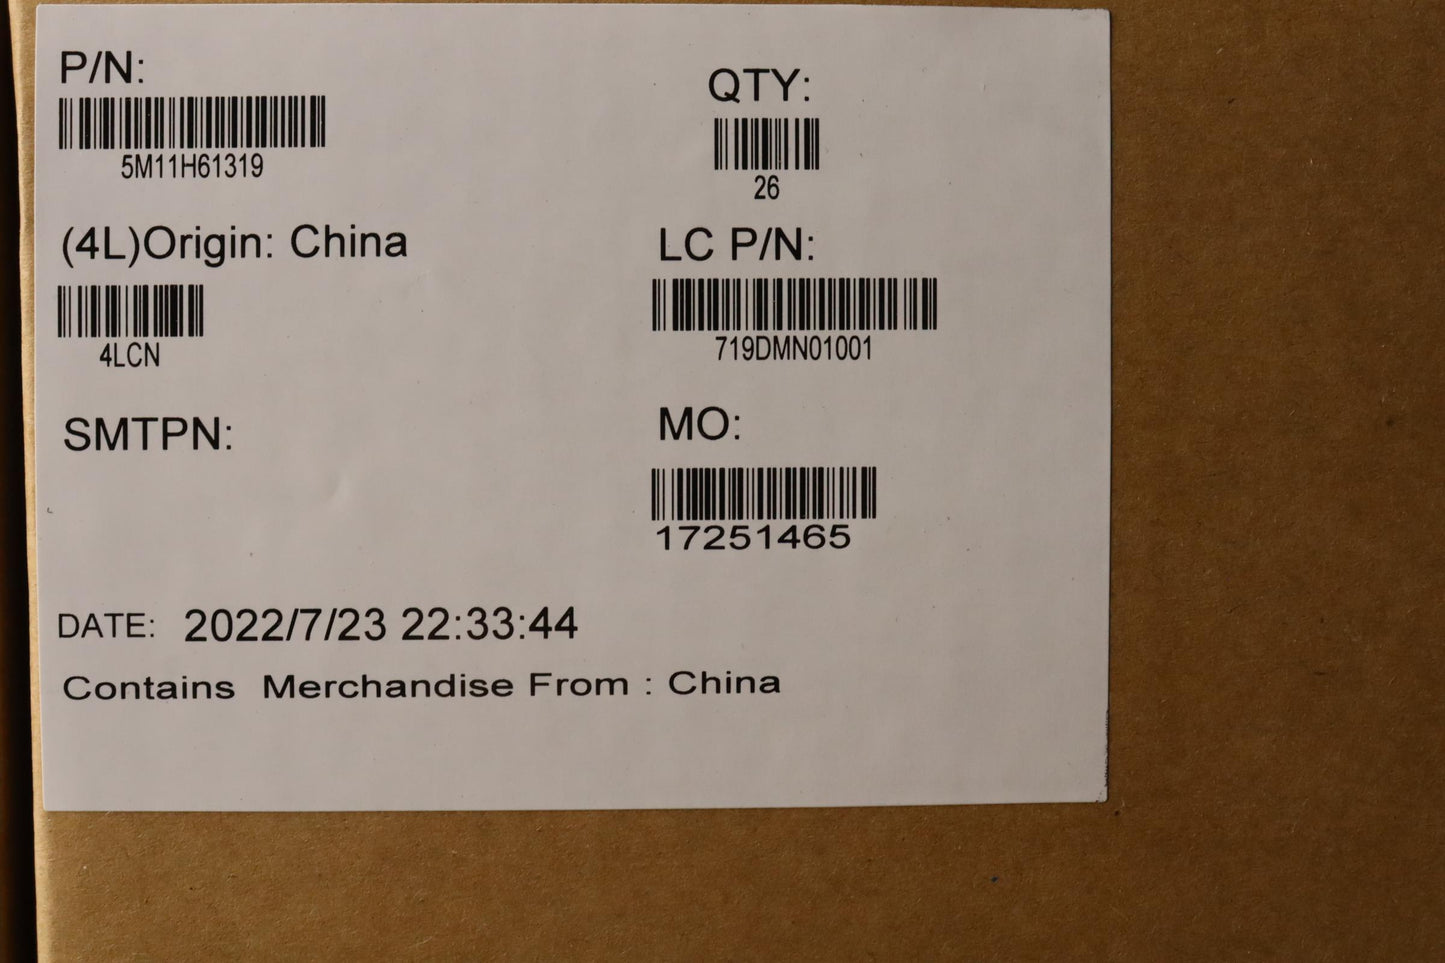 P/N:
5M11H61319
QTY:
26
(4L)Origin: China
4LCN
LC P/N:
719DMN01001
SMTPN:
MO:
17251465
DATE: 2022/7/23 22:33:44
Contains Merchandise From : China